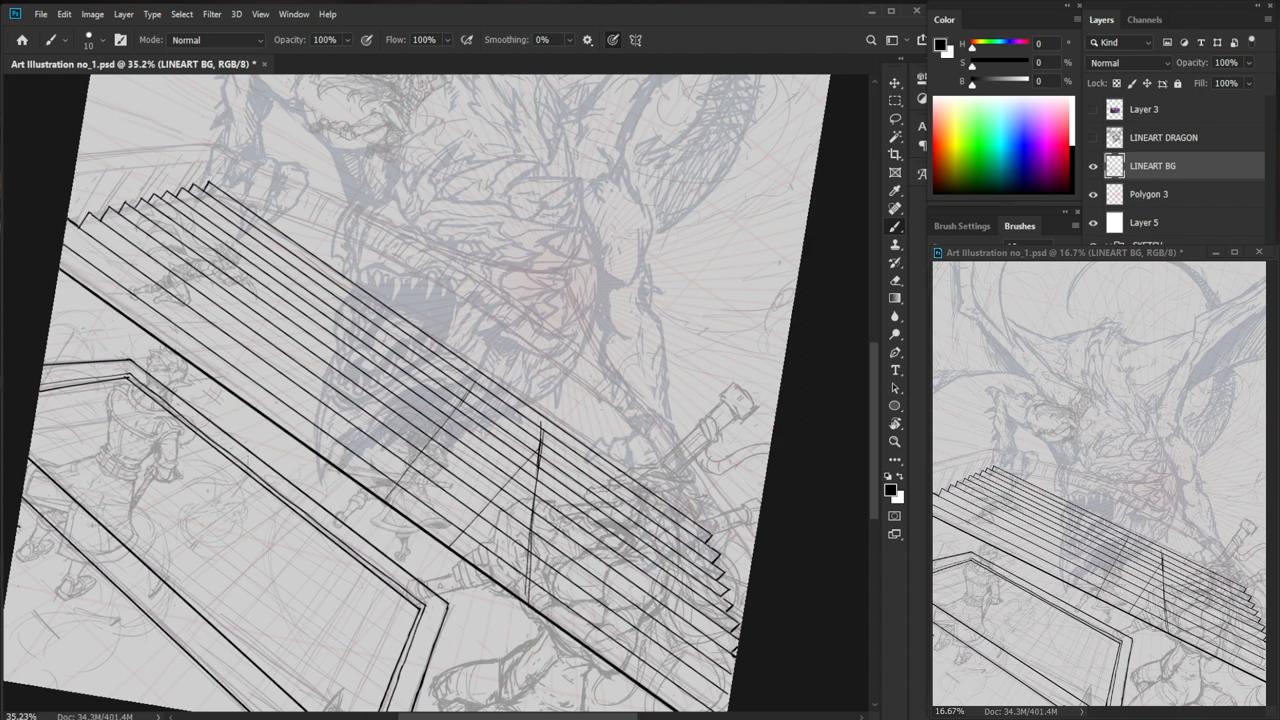 Ps File Edit Image Layer Type Select Filter 3D View Window Help
10 Mode: Normal Opacity: 100% Flow: 100% Smoothing: 0%
Art Illustration no_1.psd @ 35.2% (LINEART BG, RGB/8) *
35.23% Doc: 34.3M/401.4M
Color
H 0 °
S 0 %
B 0 %
Brush Settings Brushes
Layers Channels
Kind
Normal Opacity: 100%
Lock: Fill: 100%
Layer 3
LINEART DRAGON
LINEART BG
Polygon 3
Layer 5
Art Illustration no_1.psd @ 16.7% (LINEART BG, RGB/8) *
16.67% Doc: 34.3M/401.4M